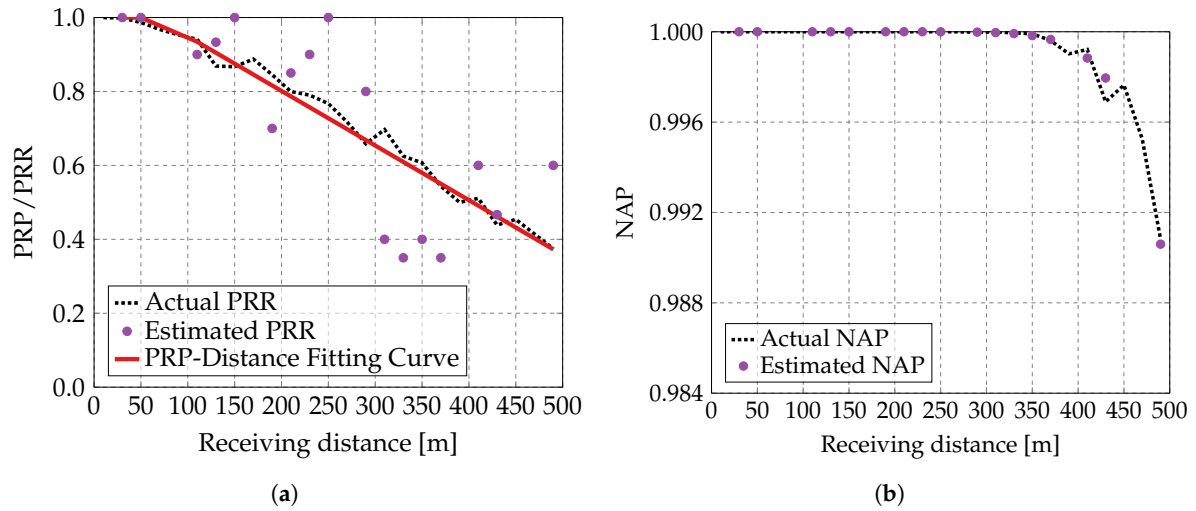 PRP/PRR
1.0
0.8
0.6
0.4
0.2
0.0
Actual PRR
Estimated PRR
PRP-Distance Fitting Curve
0 50 100 150 200 250 300 350 400 450 500
Receiving distance [m]
(a)
NAP
1.000
0.996
0.992
0.988
0.984
Actual NAP
Estimated NAP
0 50 100 150 200 250 300 350 400 450 500
Receiving distance [m]
(b)